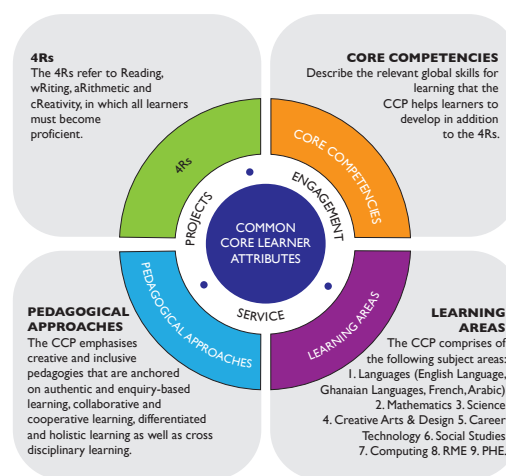 4Rs
The 4Rs refer to Reading,
wRiting, aRithmetic and
cReativity, in which all learners
must become
proficient.
CORE COMPETENCIES
Describe the relevant global skills for
learning that the
CCP helps learners to
develop in addition
to the 4Rs.
4Rs
CORE COMPETENCIES
PROJECTS
ENGAGEMENT
COMMON
CORE LEARNER
ATTRIBUTES
SERVICE
PEDAGOGICAL APPROACHES
LEARNING AREAS
PEDAGOGICAL
APPROACHES
The CCP emphasises
creative and inclusive
pedagogies that are anchored
on authentic and enquiry-based
learning, collaborative and
cooperative learning, differentiated
and holistic learning as well as cross
disciplinary learning.
LEARNING
AREAS
The CCP comprises of
the following subject areas:
1. Languages (English Language,
Ghanaian Languages, French, Arabic)
2. Mathematics 3. Science
4. Creative Arts & Design 5. Career
Technology 6. Social Studies
7. Computing 8. RME 9. PHE.